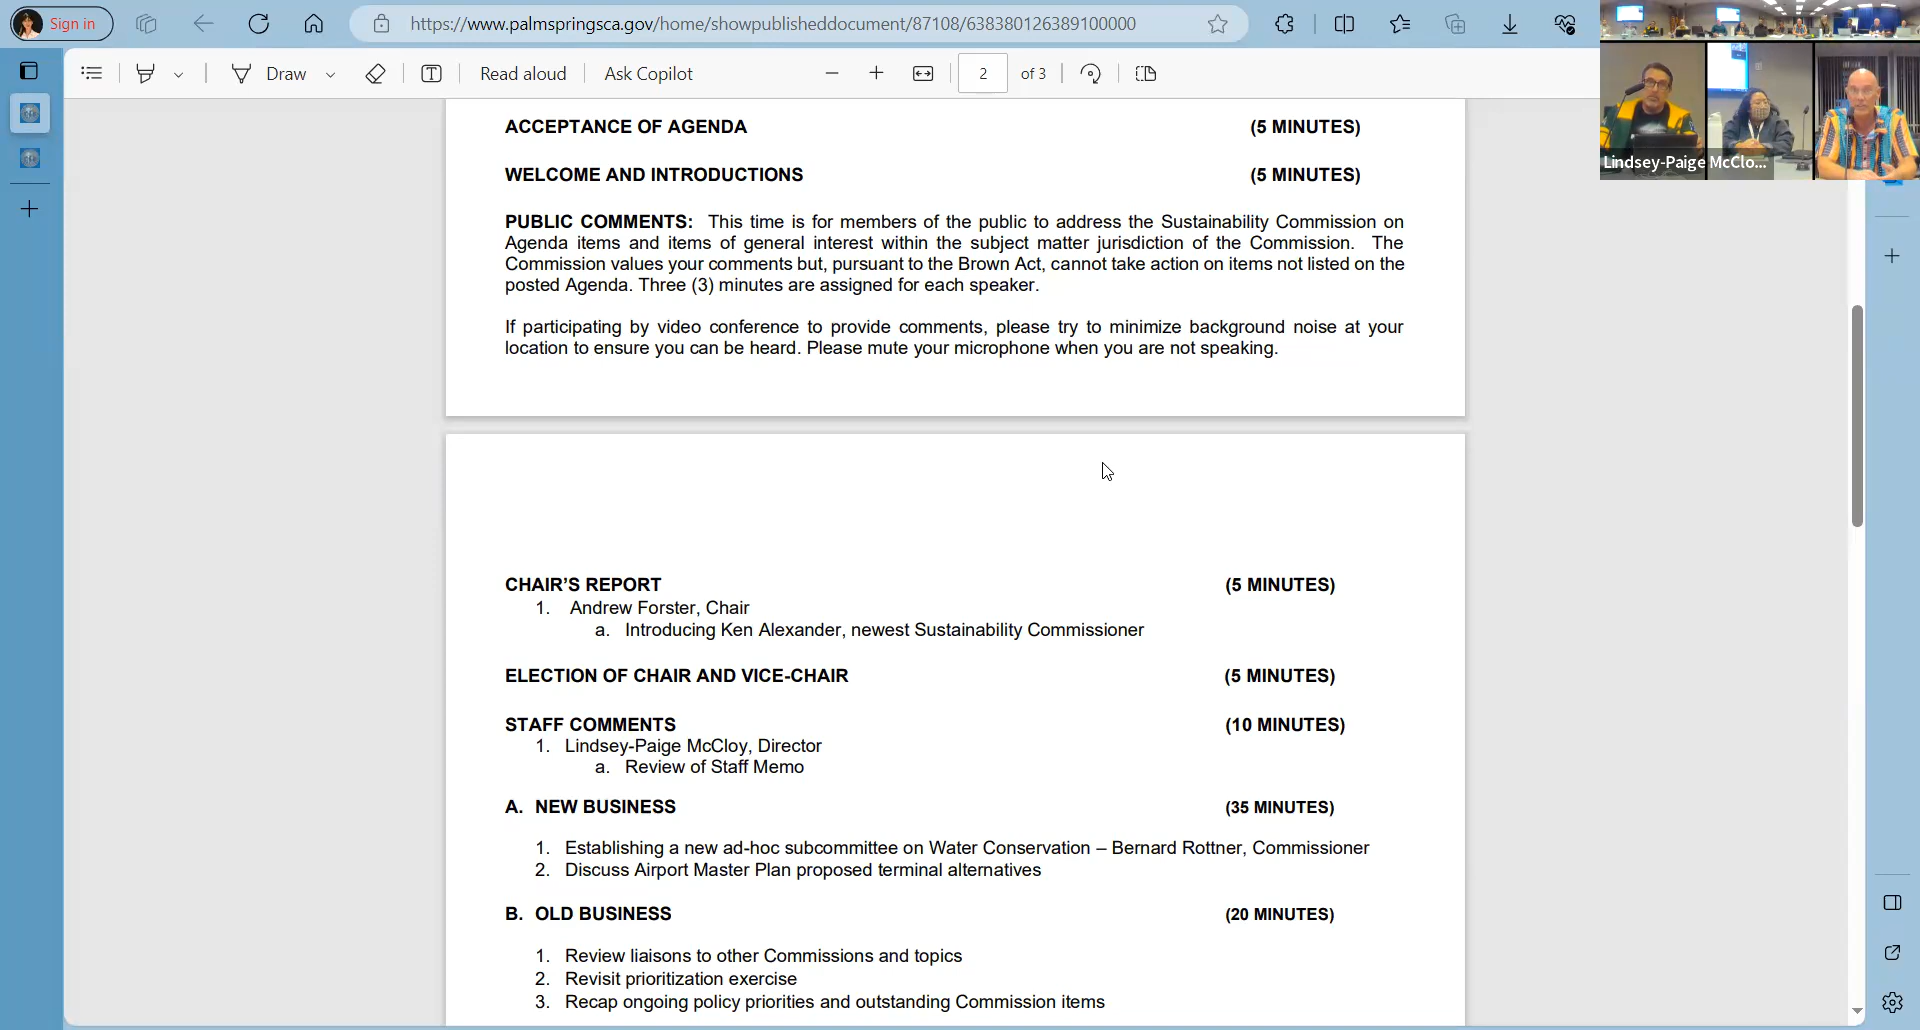 Sign in
https://www.palmspringsca.gov/home/showpublisheddocument/87108/638380126389100000
Draw
Read aloud
Ask Copilot
2 of 3
Lindsey-Paige McClo...
ACCEPTANCE OF AGENDA (5 MINUTES)
WELCOME AND INTRODUCTIONS (5 MINUTES)
PUBLIC COMMENTS: This time is for members of the public to address the Sustainability Commission on
Agenda items and items of general interest within the subject matter jurisdiction of the Commission. The
Commission values your comments but, pursuant to the Brown Act, cannot take action on items not listed on the
posted Agenda. Three (3) minutes are assigned for each speaker.
If participating by video conference to provide comments, please try to minimize background noise at your
location to ensure you can be heard. Please mute your microphone when you are not speaking.
CHAIR'S REPORT (5 MINUTES)
1. Andrew Forster, Chair
a. Introducing Ken Alexander, newest Sustainability Commissioner
ELECTION OF CHAIR AND VICE-CHAIR (5 MINUTES)
STAFF COMMENTS (10 MINUTES)
1. Lindsey-Paige McCloy, Director
a. Review of Staff Memo
A. NEW BUSINESS (35 MINUTES)
1. Establishing a new ad-hoc subcommittee on Water Conservation – Bernard Rottner, Commissioner
2. Discuss Airport Master Plan proposed terminal alternatives
B. OLD BUSINESS (20 MINUTES)
1. Review liaisons to other Commissions and topics
2. Revisit prioritization exercise
3. Recap ongoing policy priorities and outstanding Commission items